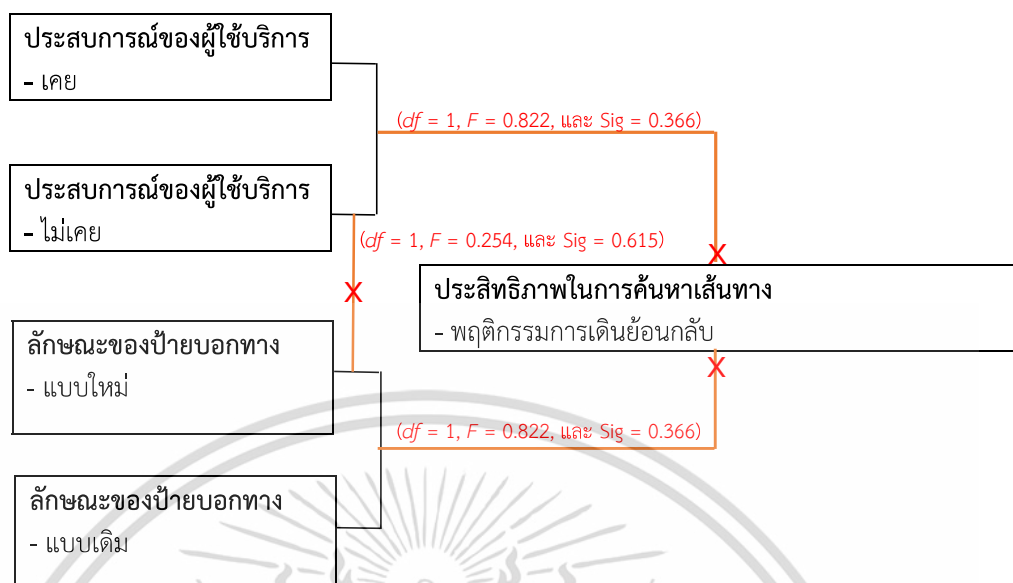 ประสบการณ์ของผู้ใช้บริการ
- เคย
(df = 1, F = 0.822, และ Sig = 0.366)
ประสบการณ์ของผู้ใช้บริการ
- ไม่เคย
(df = 1, F = 0.254, และ Sig = 0.615)
X
X
ประสิทธิภาพในการค้นหาเส้นทาง
- พฤติกรรมการเดินย้อนกลับ
ลักษณะของป้ายบอกทาง
- แบบใหม่
X
(df = 1, F = 0.822, และ Sig = 0.366)
ลักษณะของป้ายบอกทาง
- แบบเดิม